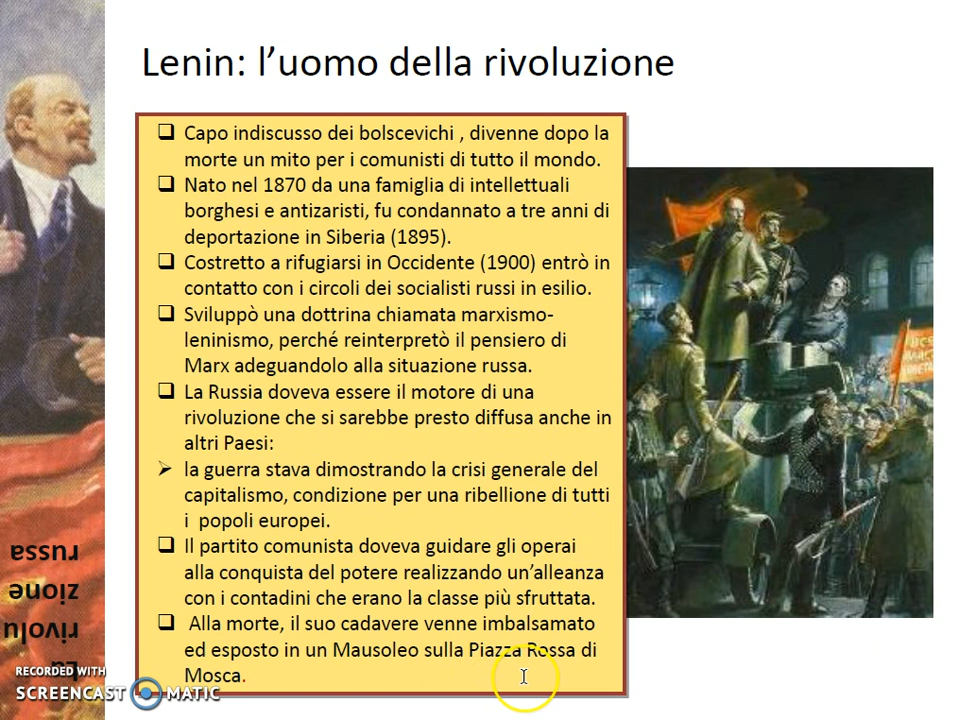 Lenin: l'uomo della rivoluzione
❑ Capo indiscusso dei bolscevichi , divenne dopo la
morte un mito per i comunisti di tutto il mondo.
❑ Nato nel 1870 da una famiglia di intellettuali
borghesi e antizaristi, fu condannato a tre anni di
deportazione in Siberia (1895).
❑ Costretto a rifugiarsi in Occidente (1900) entrò in
contatto con i circoli dei socialisti russi in esilio.
❑ Sviluppò una dottrina chiamata marxismo-
leninismo, perché reinterpretò il pensiero di
Marx adeguandolo alla situazione russa.
❑ La Russia doveva essere il motore di una
rivoluzione che si sarebbe presto diffusa anche in
altri Paesi:
➢ la guerra stava dimostrando la crisi generale del
capitalismo, condizione per una ribellione di tutti
i popoli europei.
❑ Il partito comunista doveva guidare gli operai
alla conquista del potere realizzando un'alleanza
con i contadini che erano la classe più sfruttata.
❑ Alla morte, il suo cadavere venne imbalsamato
ed esposto in un Mausoleo sulla Piazza Rossa di
Mosca.
La
rivolu
zione
russa
RECORDED WITH
SCREENCAST MATIC